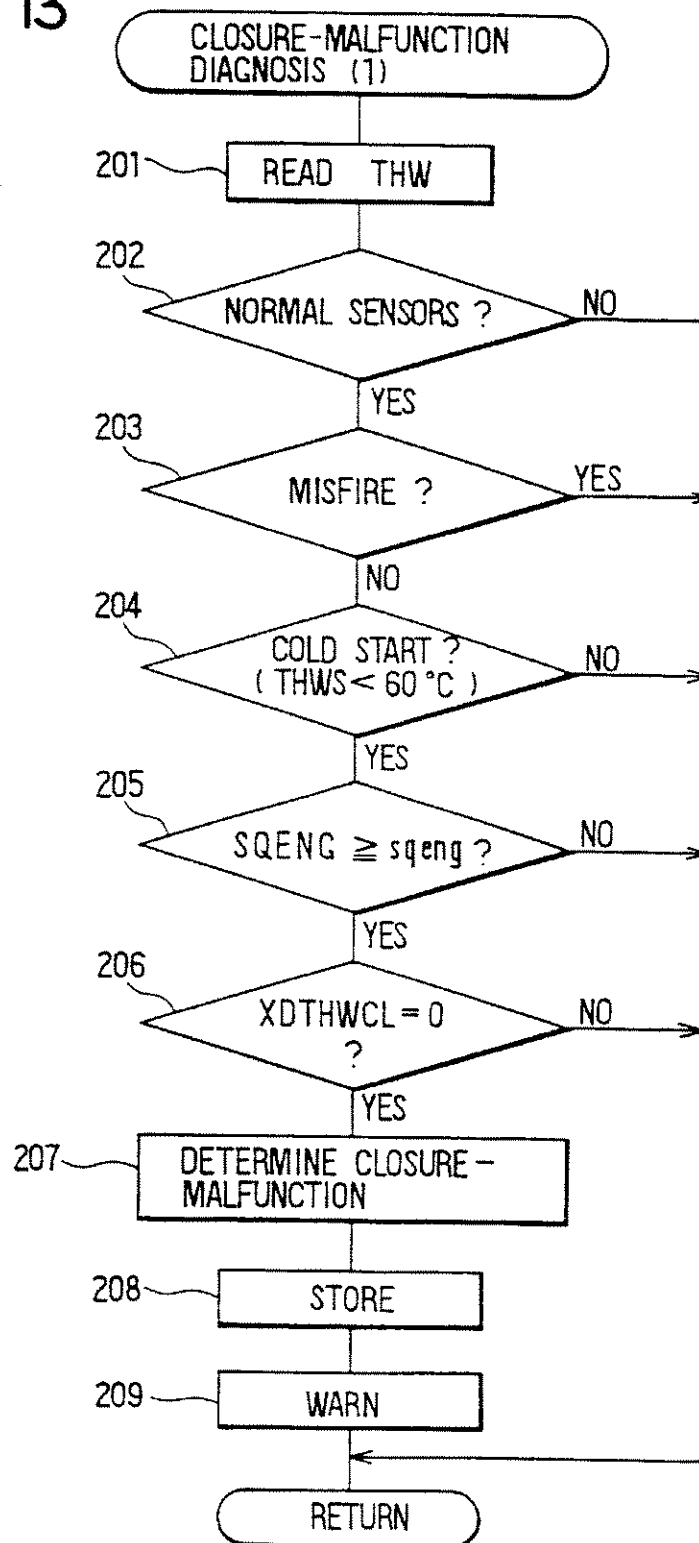 13
CLOSURE-MALFUNCTION
DIAGNOSIS (1)
201
READ THW
202
NORMAL SENSORS ?
NO
YES
203
MISFIRE ?
YES
NO
204
COLD START ?
( THWS < 60 °C )
NO
YES
205
SQENG ≧ sqeng ?
NO
YES
206
XDTHWCL = 0
?
NO
YES
207
DETERMINE CLOSURE-
MALFUNCTION
208
STORE
209
WARN
RETURN